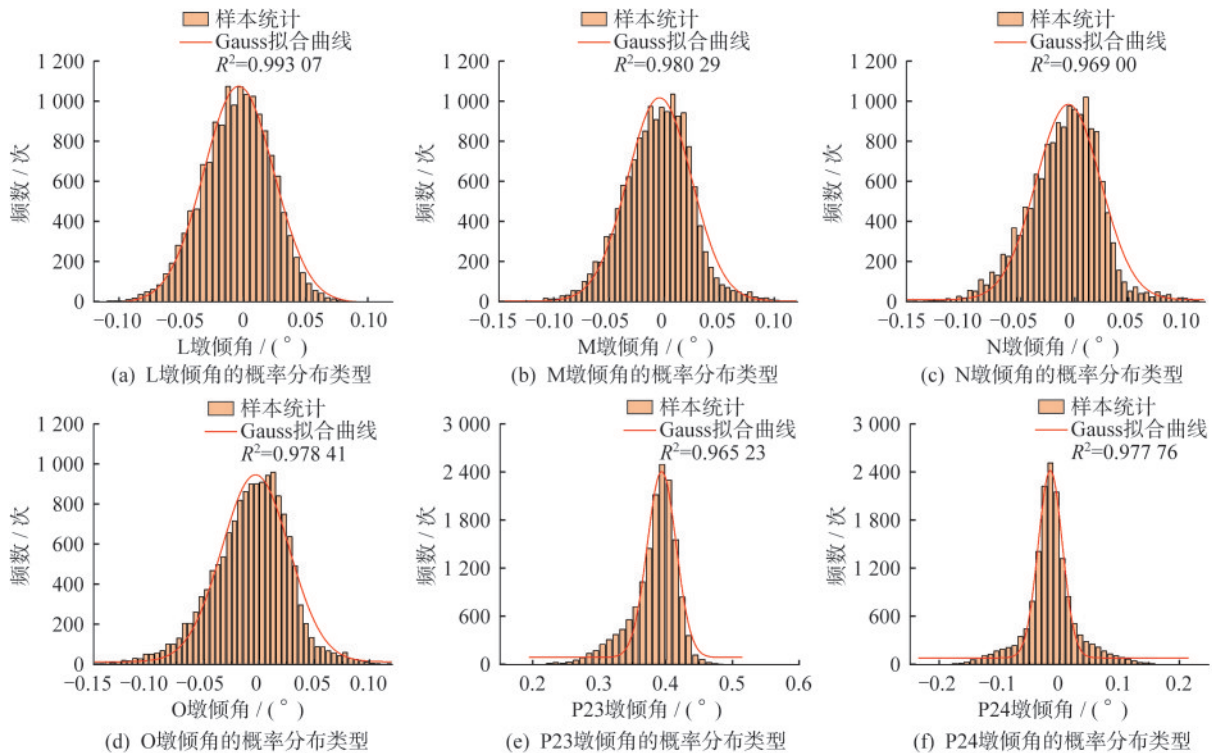 样本统计
Gauss拟合曲线
R²=0.993 07
1 200
1 000
800
600
400
200
0
频数 / 次
−0.10 −0.05 0 0.05 0.10
L墩倾角 / ( ° )
(a) L墩倾角的概率分布类型
样本统计
Gauss拟合曲线
R²=0.980 29
1 200
1 000
800
600
400
200
0
频数 / 次
−0.15 −0.10 −0.05 0 0.05 0.10
M墩倾角 / ( ° )
(b) M墩倾角的概率分布类型
样本统计
Gauss拟合曲线
R²=0.969 00
1 200
1 000
800
600
400
200
0
频数 / 次
−0.15 −0.10 −0.05 0 0.05 0.10
N墩倾角 / ( ° )
(c) N墩倾角的概率分布类型
样本统计
Gauss拟合曲线
R²=0.978 41
1 200
1 000
800
600
400
200
0
频数 / 次
−0.15 −0.10 −0.05 0 0.05 0.10
O墩倾角 / ( ° )
(d) O墩倾角的概率分布类型
样本统计
Gauss拟合曲线
R²=0.965 23
3 000
2 400
1 800
1 200
600
0
频数 / 次
0.2 0.3 0.4 0.5 0.6
P23墩倾角 / ( ° )
(e) P23墩倾角的概率分布类型
样本统计
Gauss拟合曲线
R²=0.977 76
3 000
2 400
1 800
1 200
600
0
频数 / 次
−0.2 −0.1 0 0.1 0.2
P24墩倾角 / ( ° )
(f) P24墩倾角的概率分布类型